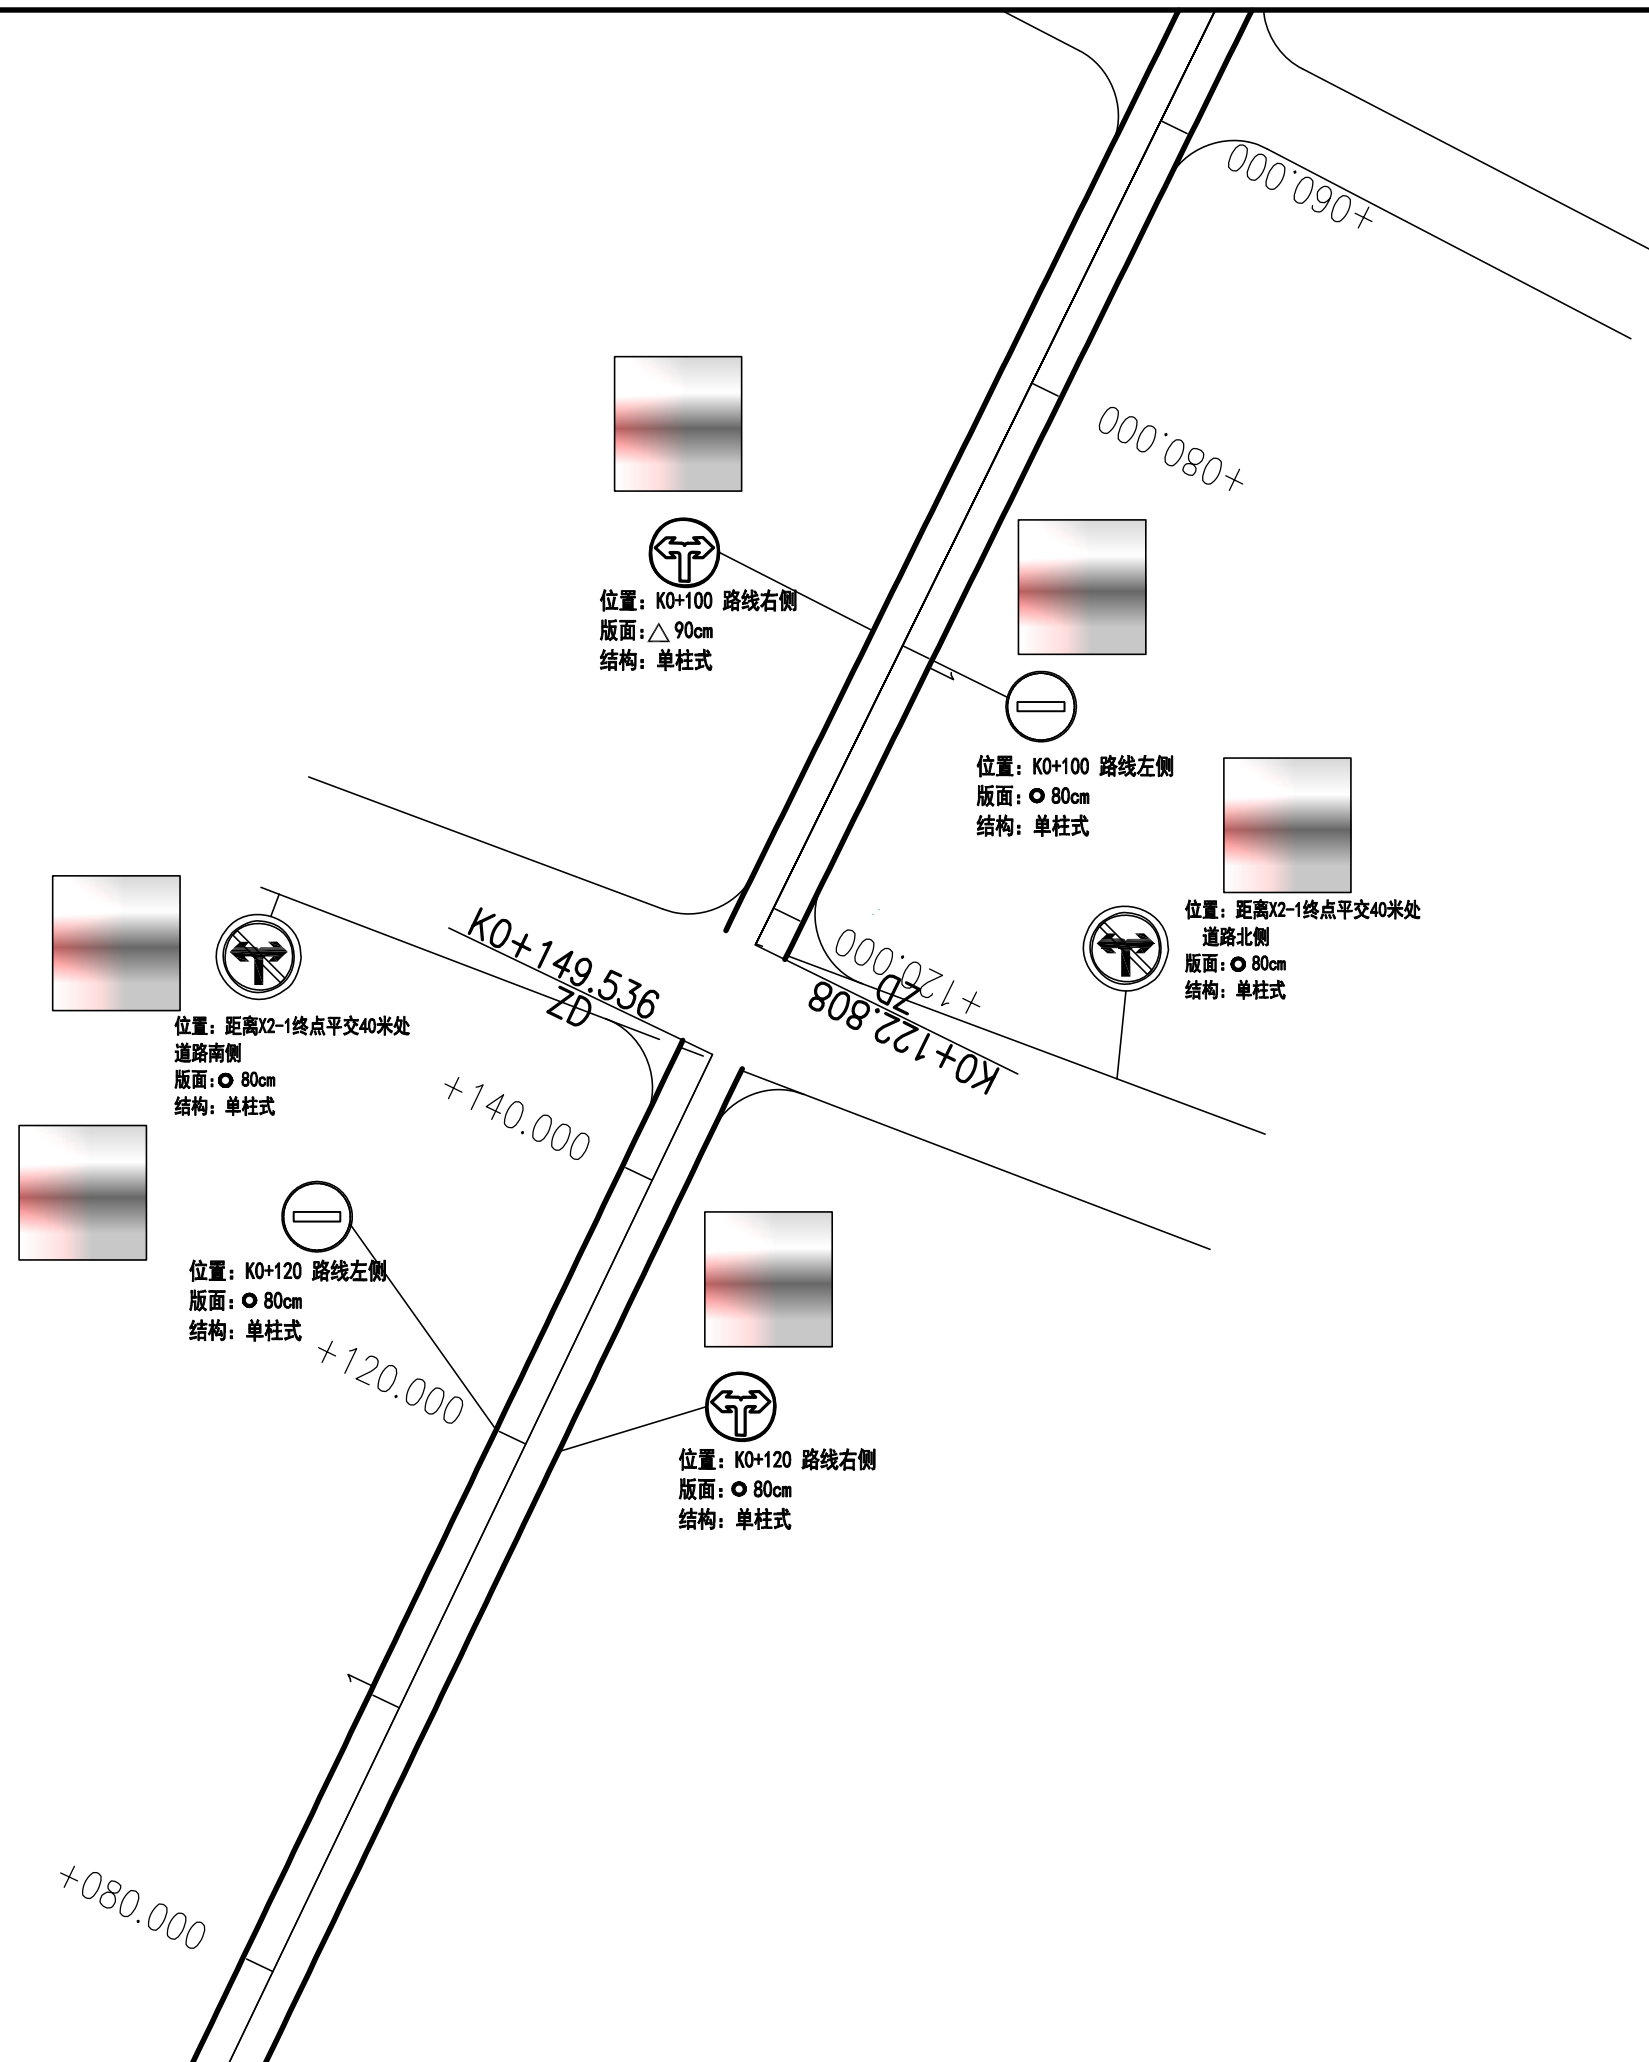 +060.000
+080.000
位置：K0+100 路线右侧
版面：△ 90cm
结构：单柱式
1
位置：K0+100 路线左侧
版面： 80cm
结构：单柱式
位置：距离X2-1终点平交40米处
道路北侧
版面： 80cm
结构：单柱式
K0+149.536
ZD
+120.000
ZD
K0+122.808
位置：距离X2-1终点平交40米处
道路南侧
版面： 80cm
结构：单柱式
+140.000
位置：K0+120 路线左侧
版面： 80cm
结构：单柱式
+120.000
位置：K0+120 路线右侧
版面： 80cm
结构：单柱式
1
+080.000